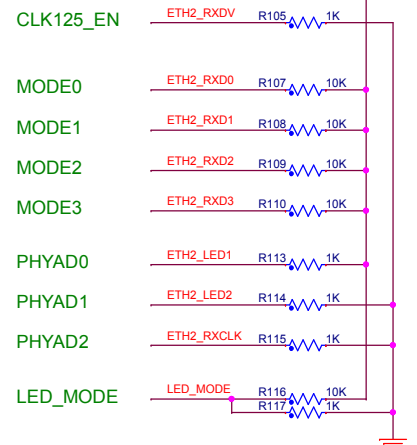 CLK125_EN ETH2_RXDV R105 1K
MODE0 ETH2_RXD0 R107 10K
MODE1 ETH2_RXD1 R108 10K
MODE2 ETH2_RXD2 R109 10K
MODE3 ETH2_RXD3 R110 10K
PHYAD0 ETH2_LED1 R113 1K
PHYAD1 ETH2_LED2 R114 1K
PHYAD2 ETH2_RXCLK R115 1K
LED_MODE LED_MODE R116 10K
R117 1K